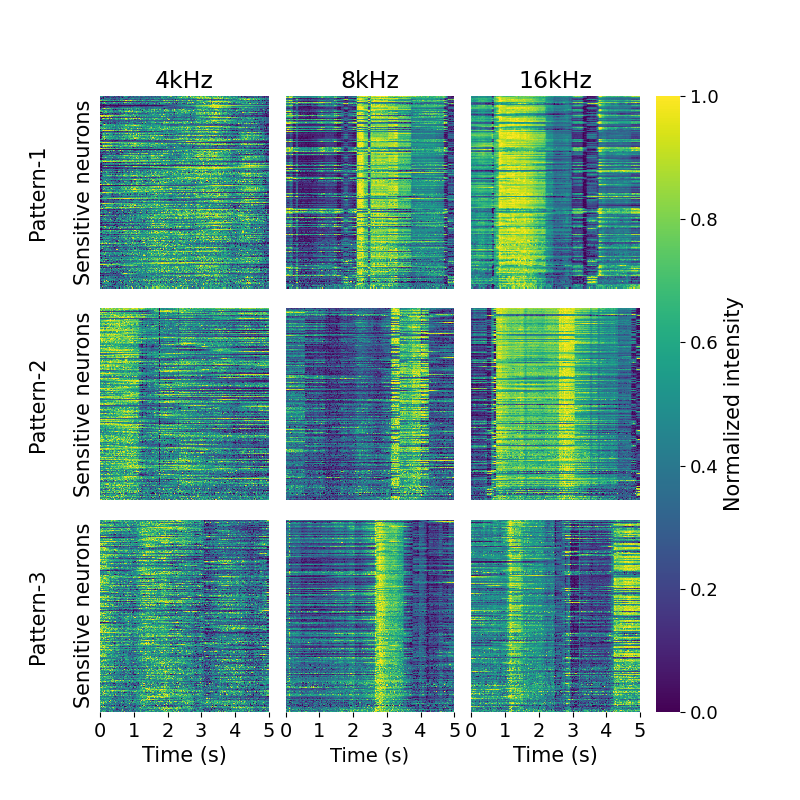 4kHz 8kHz 16kHz
Pattern-1
Sensitive neurons
Pattern-2
Sensitive neurons
Pattern-3
Sensitive neurons
0 1 2 3 4 5
0 1 2 3 4 5
0 1 2 3 4 5
Time (s) Time (s) Time (s)
1.0
0.8
0.6
0.4
0.2
0.0
Normalized intensity